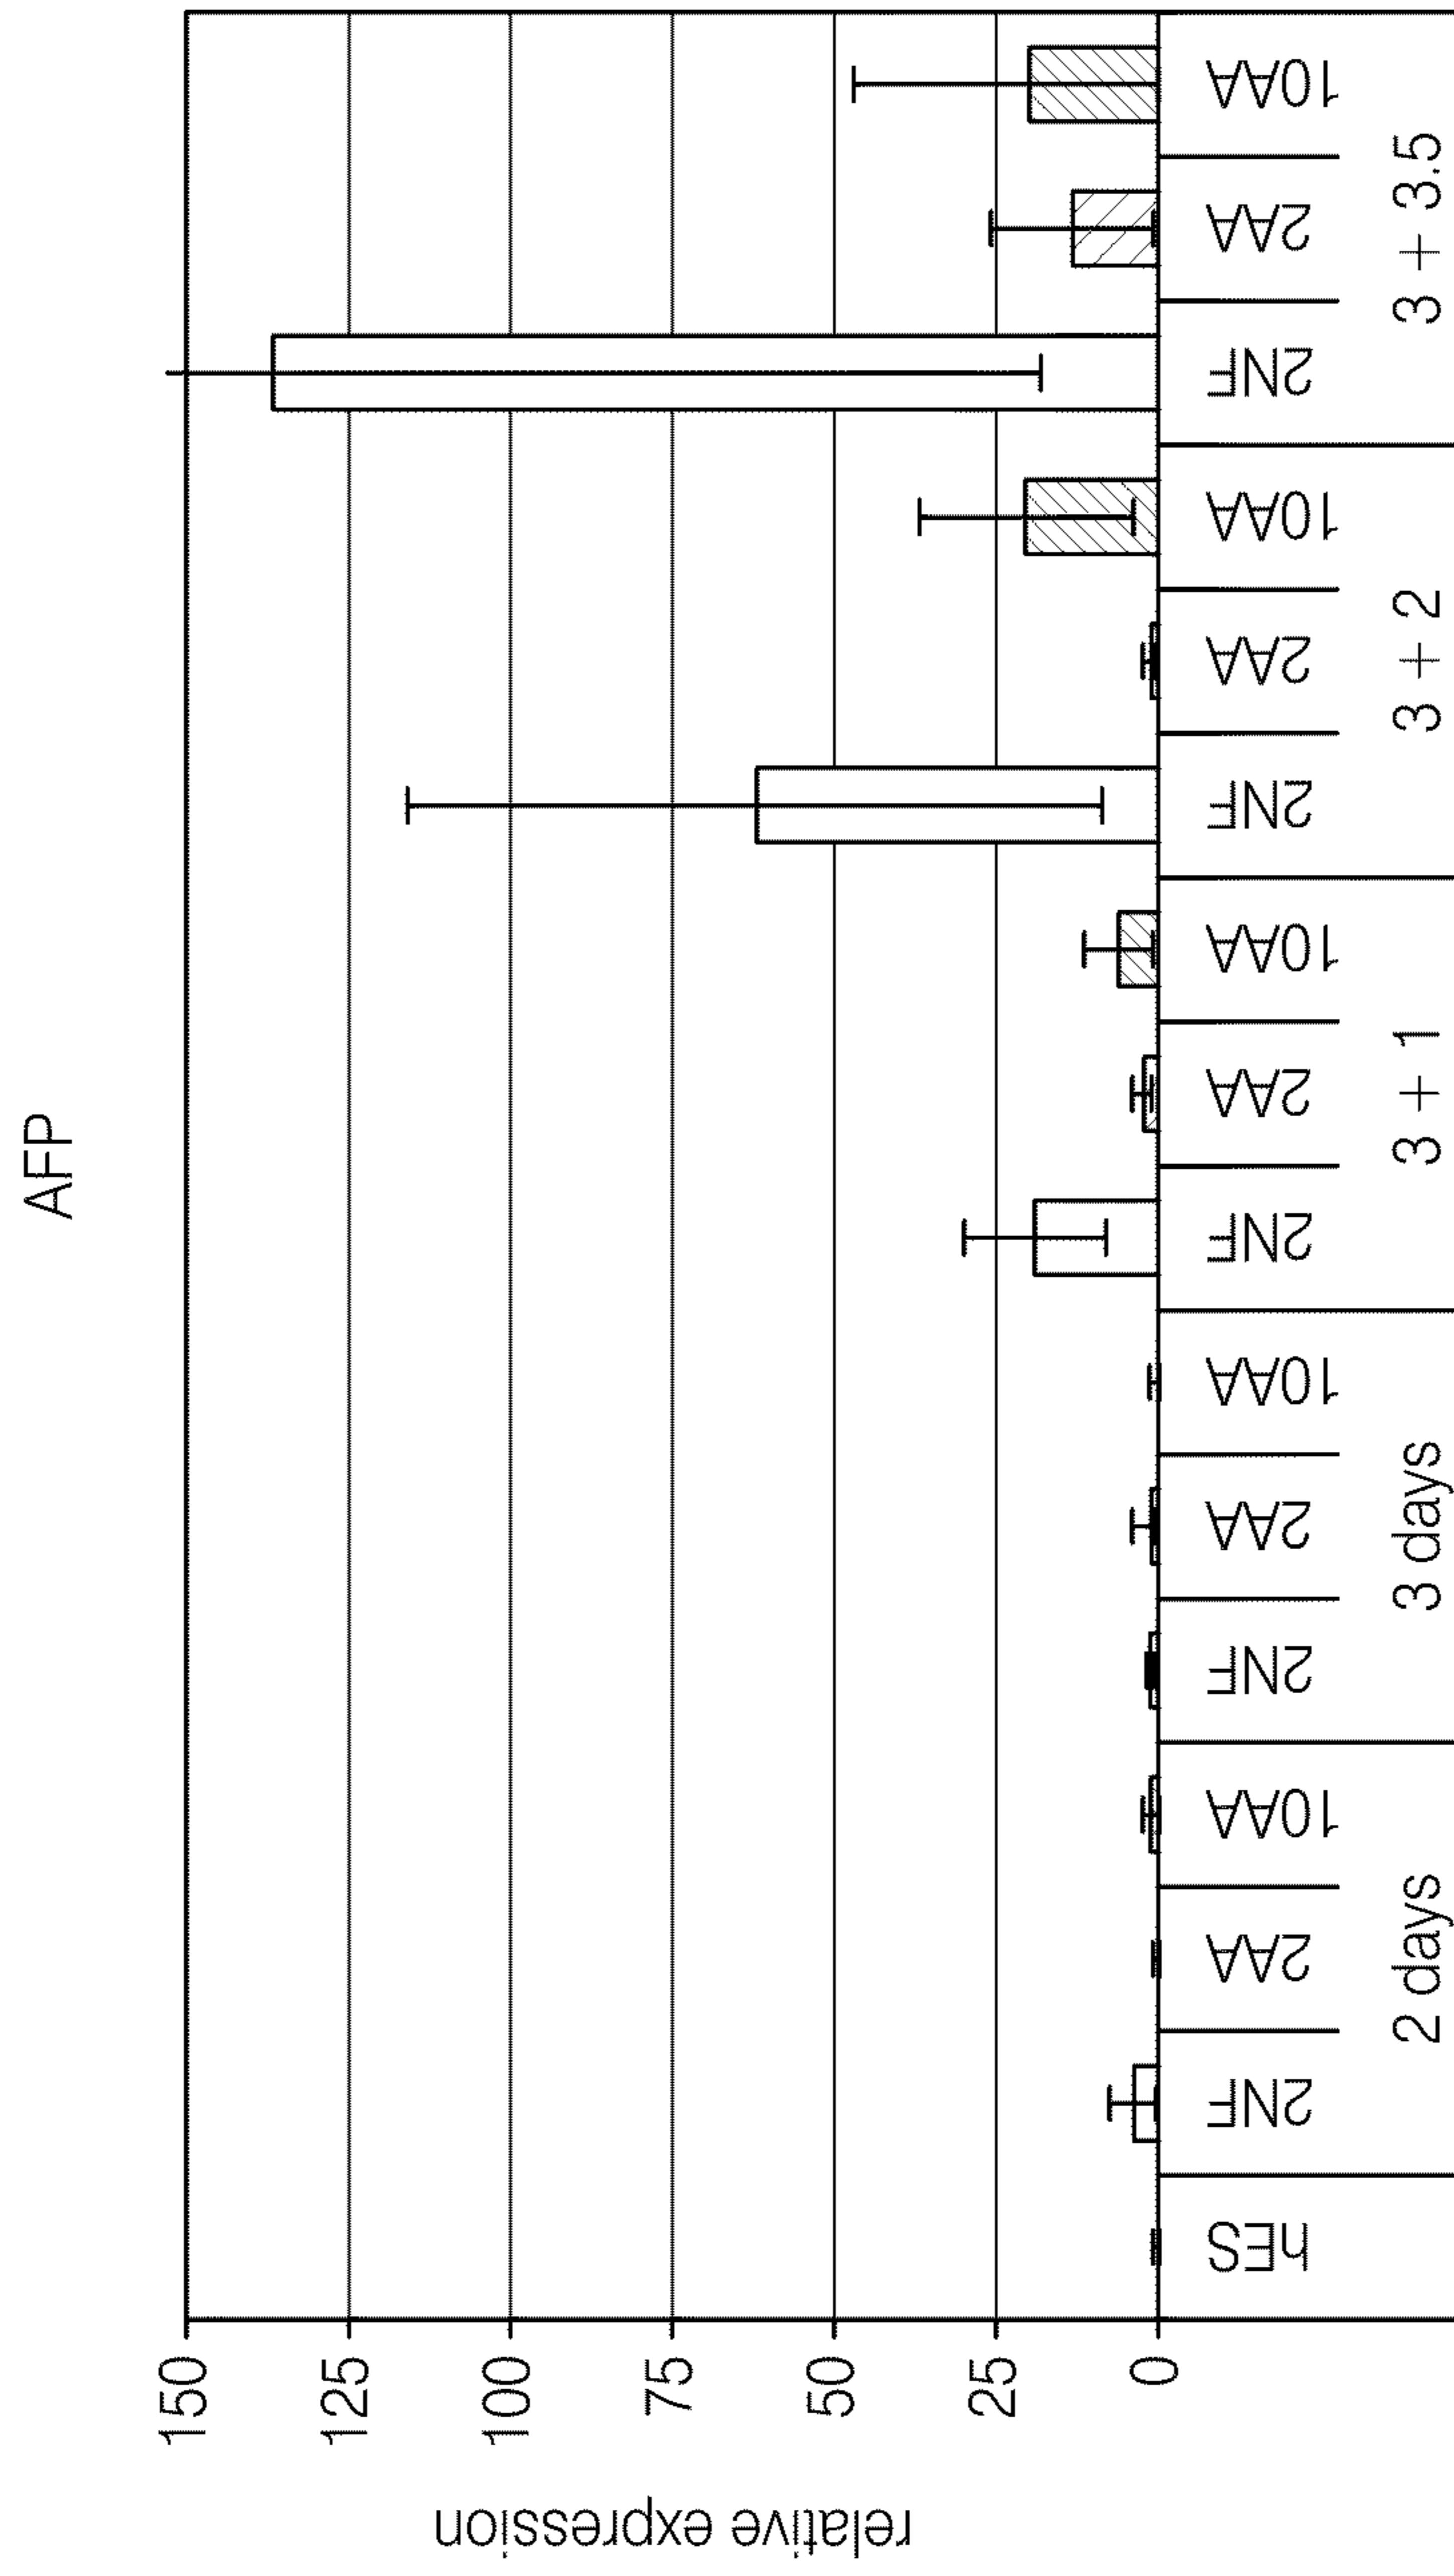 AFP
relative expression
150
125
100
75
50
25
0
hES 2NF 2AA 10AA 2NF 2AA 10AA 2NF 2AA 10AA 2NF 2AA 10AA 2NF 2AA 10AA
2 days 3 days 3 + 1 3 + 2 3 + 3.5